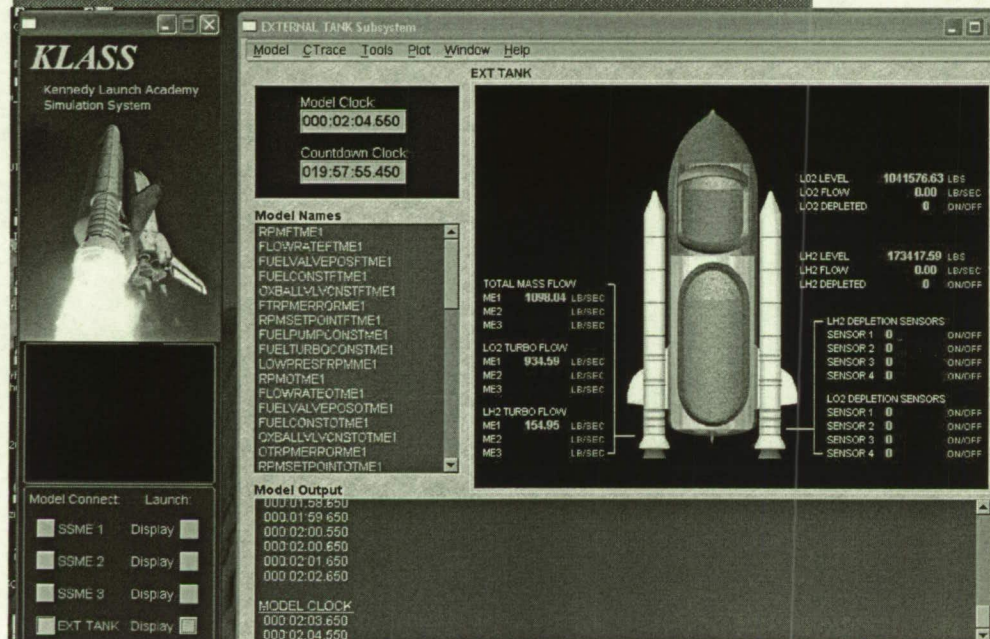 KLASS
Kennedy Launch Academy
Simulation System
Model Connect: Launch:
SSME 1 Display
SSME 2 Display
SSME 3 Display
EXT TANK Display
EXTERNAL TANK Subsystem
Model CTrace Tools Plot Window Help
EXT TANK
Model Clock:
000:02:04.550
Countdown Clock:
019:57:55.450
Model Names
RPMFTME1
FLOWRATEFTME1
FUELVALVEPOSFTME1
FUELCONSTFTME1
OXBALLVLVCNSTFTME1
FTRPMERRORME1
RPMSETPOINTFTME1
FUELPUMPCONSTME1
FUELTURBOCONSTME1
LOWPRESFRPMME1
RPMOTME1
FLOWRATEOTME1
FUELVALVEPOSOTME1
FUELCONSTOTME1
OXBALLVLVCNSTOTME1
OTRPMERRORME1
RPMSETPOINTOTME1
TOTAL MASS FLOW
ME1 1098.04 LB/SEC
ME2 LB/SEC
ME3 LB/SEC
LO2 TURBO FLOW
ME1 934.59 LB/SEC
ME2 LB/SEC
ME3 LB/SEC
LH2 TURBO FLOW
ME1 154.95 LB/SEC
ME2 LB/SEC
ME3 LB/SEC
LO2 LEVEL 1041576.63 LBS
LO2 FLOW 0.00 LB/SEC
LO2 DEPLETED 0 ON/OFF
LH2 LEVEL 173417.59 LBS
LH2 FLOW 0.00 LB/SEC
LH2 DEPLETED 0 ON/OFF
LH2 DEPLETION SENSORS
SENSOR 1 0 ON/OFF
SENSOR 2 0 ON/OFF
SENSOR 3 0 ON/OFF
SENSOR 4 0 ON/OFF
LO2 DEPLETION SENSORS
SENSOR 1 0 ON/OFF
SENSOR 2 0 ON/OFF
SENSOR 3 0 ON/OFF
SENSOR 4 0 ON/OFF
Model Output
000:01:58.650
000:01:59.650
000:02:00.550
000:02:00.650
000:02:01.650
000:02:02.650
MODEL CLOCK
000:02:03.650
000:02:04.550